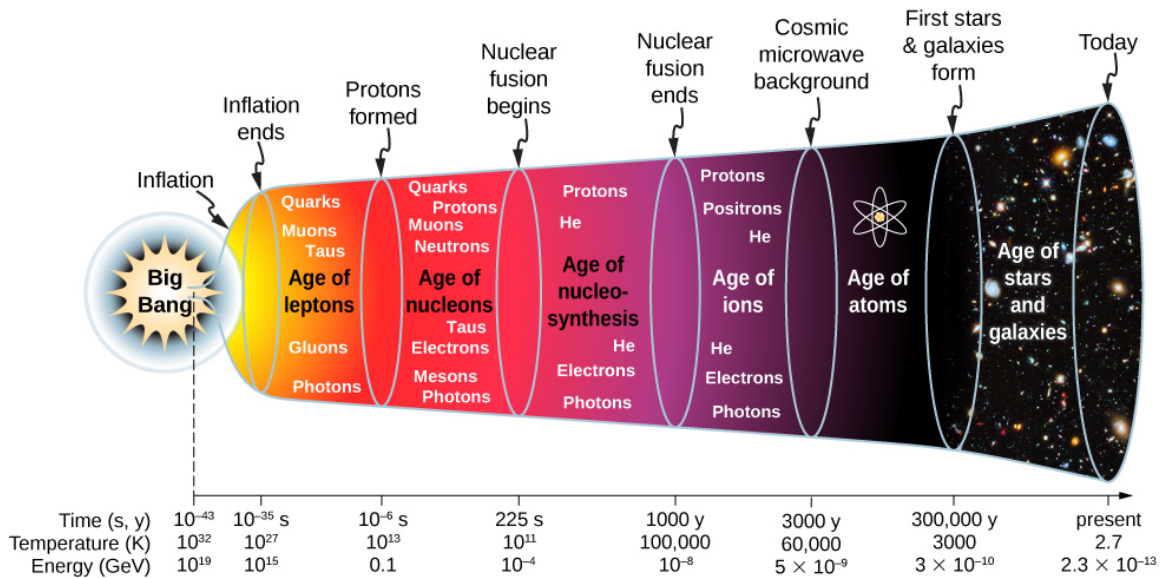 First stars
& galaxies
form
Cosmic
microwave
background
Today
Nuclear
fusion
begins
Nuclear
fusion
ends
Protons
formed
Inflation
ends
Inflation
Big
Bang
Quarks
Muons
Taus
Age of
leptons
Gluons
Photons
Quarks
Protons
Muons
Neutrons
Age of
nucleons
Taus
Electrons
Mesons
Photons
Protons
He
Age of
nucleo-
synthesis
He
Electrons
Photons
Protons
Positrons
He
Age of
ions
He
Electrons
Photons
Age of
atoms
Age of
stars
and
galaxies
Time (s, y) 10⁻⁴³ 10⁻³⁵ s 10⁻⁶ s 225 s 1000 y 3000 y 300,000 y present
Temperature (K) 10³² 10²⁷ 10¹³ 10¹¹ 100,000 60,000 3000 2.7
Energy (GeV) 10¹⁹ 10¹⁵ 0.1 10⁻⁴ 10⁻⁸ 5 × 10⁻⁹ 3 × 10⁻¹⁰ 2.3 × 10⁻¹³